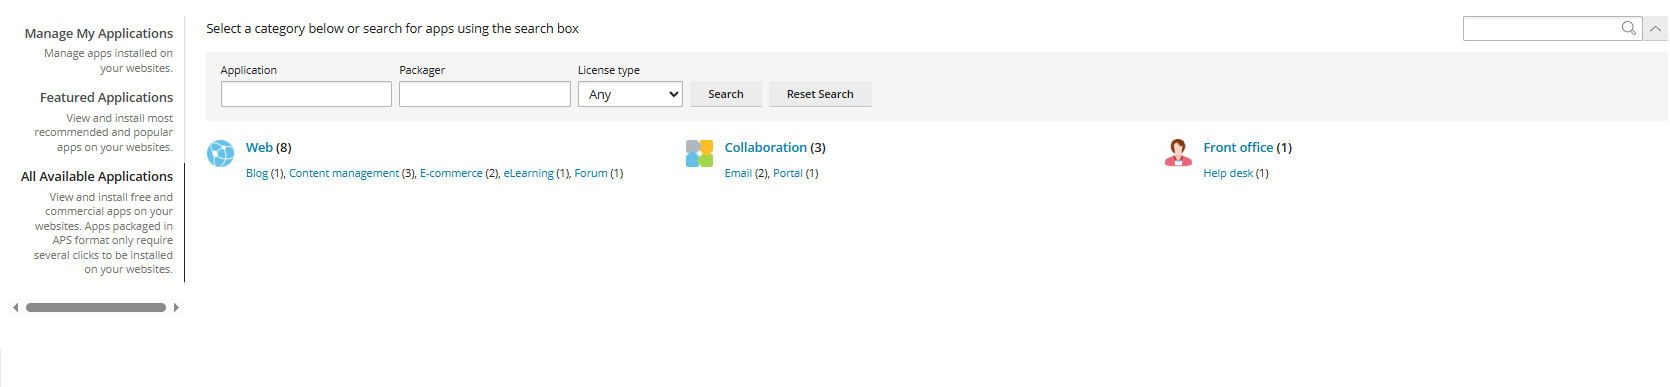 Manage My Applications
Manage apps installed on
your websites.
Featured Applications
View and install most
recommended and popular
apps on your websites.
All Available Applications
View and install free and
commercial apps on your
websites. Apps packaged in
APS format only require
several clicks to be installed
on your websites.
Select a category below or search for apps using the search box
Application Packager License type
Any Search Reset Search
Web (8)
Blog (1), Content management (3), E-commerce (2), eLearning (1), Forum (1)
Collaboration (3)
Email (2), Portal (1)
Front office (1)
Help desk (1)